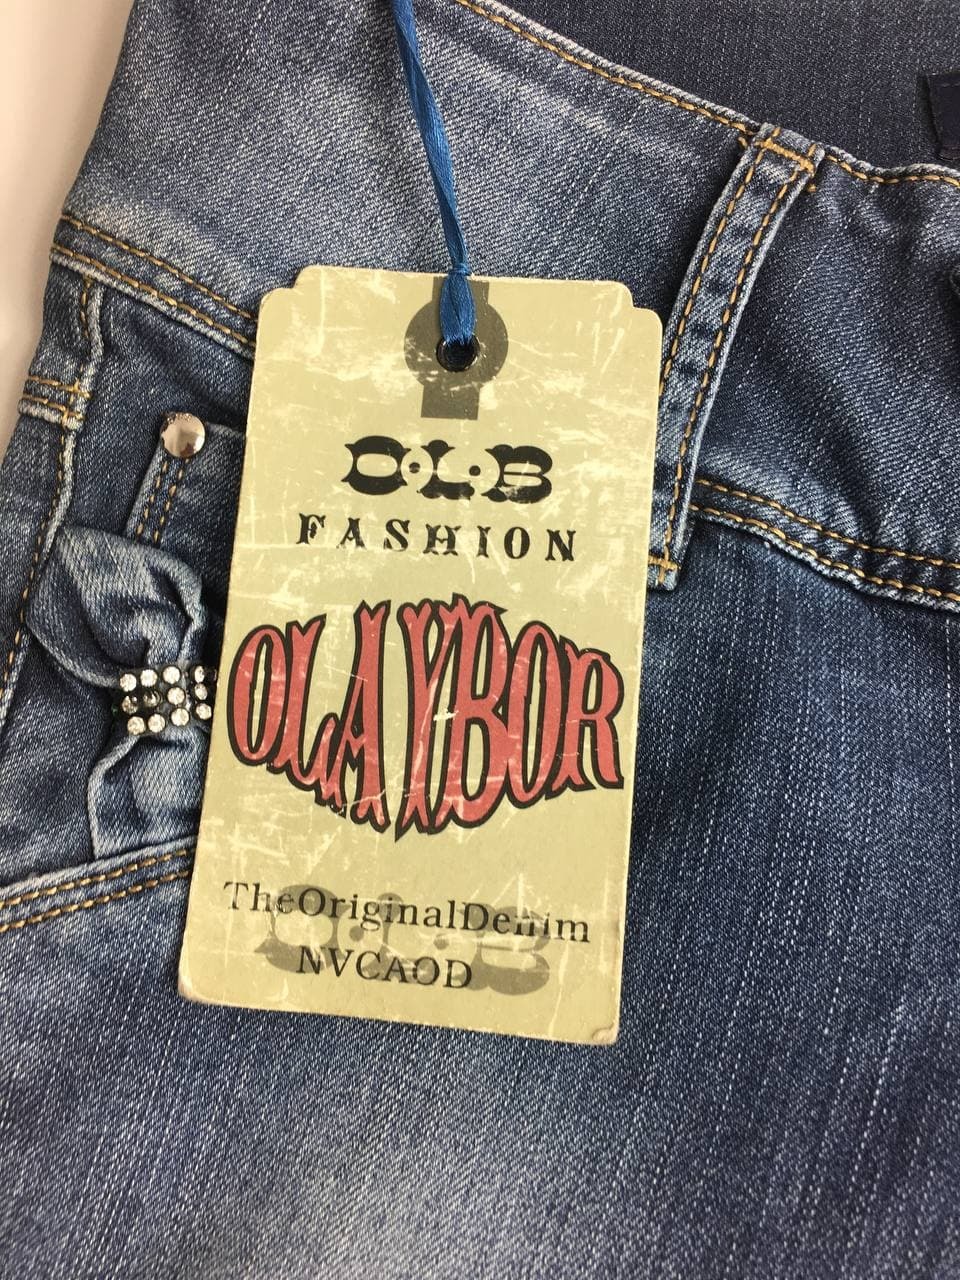 O.L.B
FASHION
OLAYBOR
TheOriginalDenim
NVCAOD